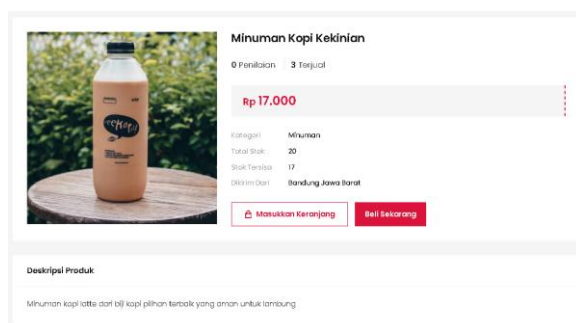 Minuman Kopi Kekinian
0 Penilaian 3 Terjual
Rp 17.000
Kategori Minuman
Total Stok 20
Stok Tersisa 17
Dikirim Dari Bandung Jawa Barat
Masukkan Keranjang Beli Sekarang
Deskripsi Produk
Minuman kopi latte dari biji kopi pilihan terbaik yang aman untuk lambung